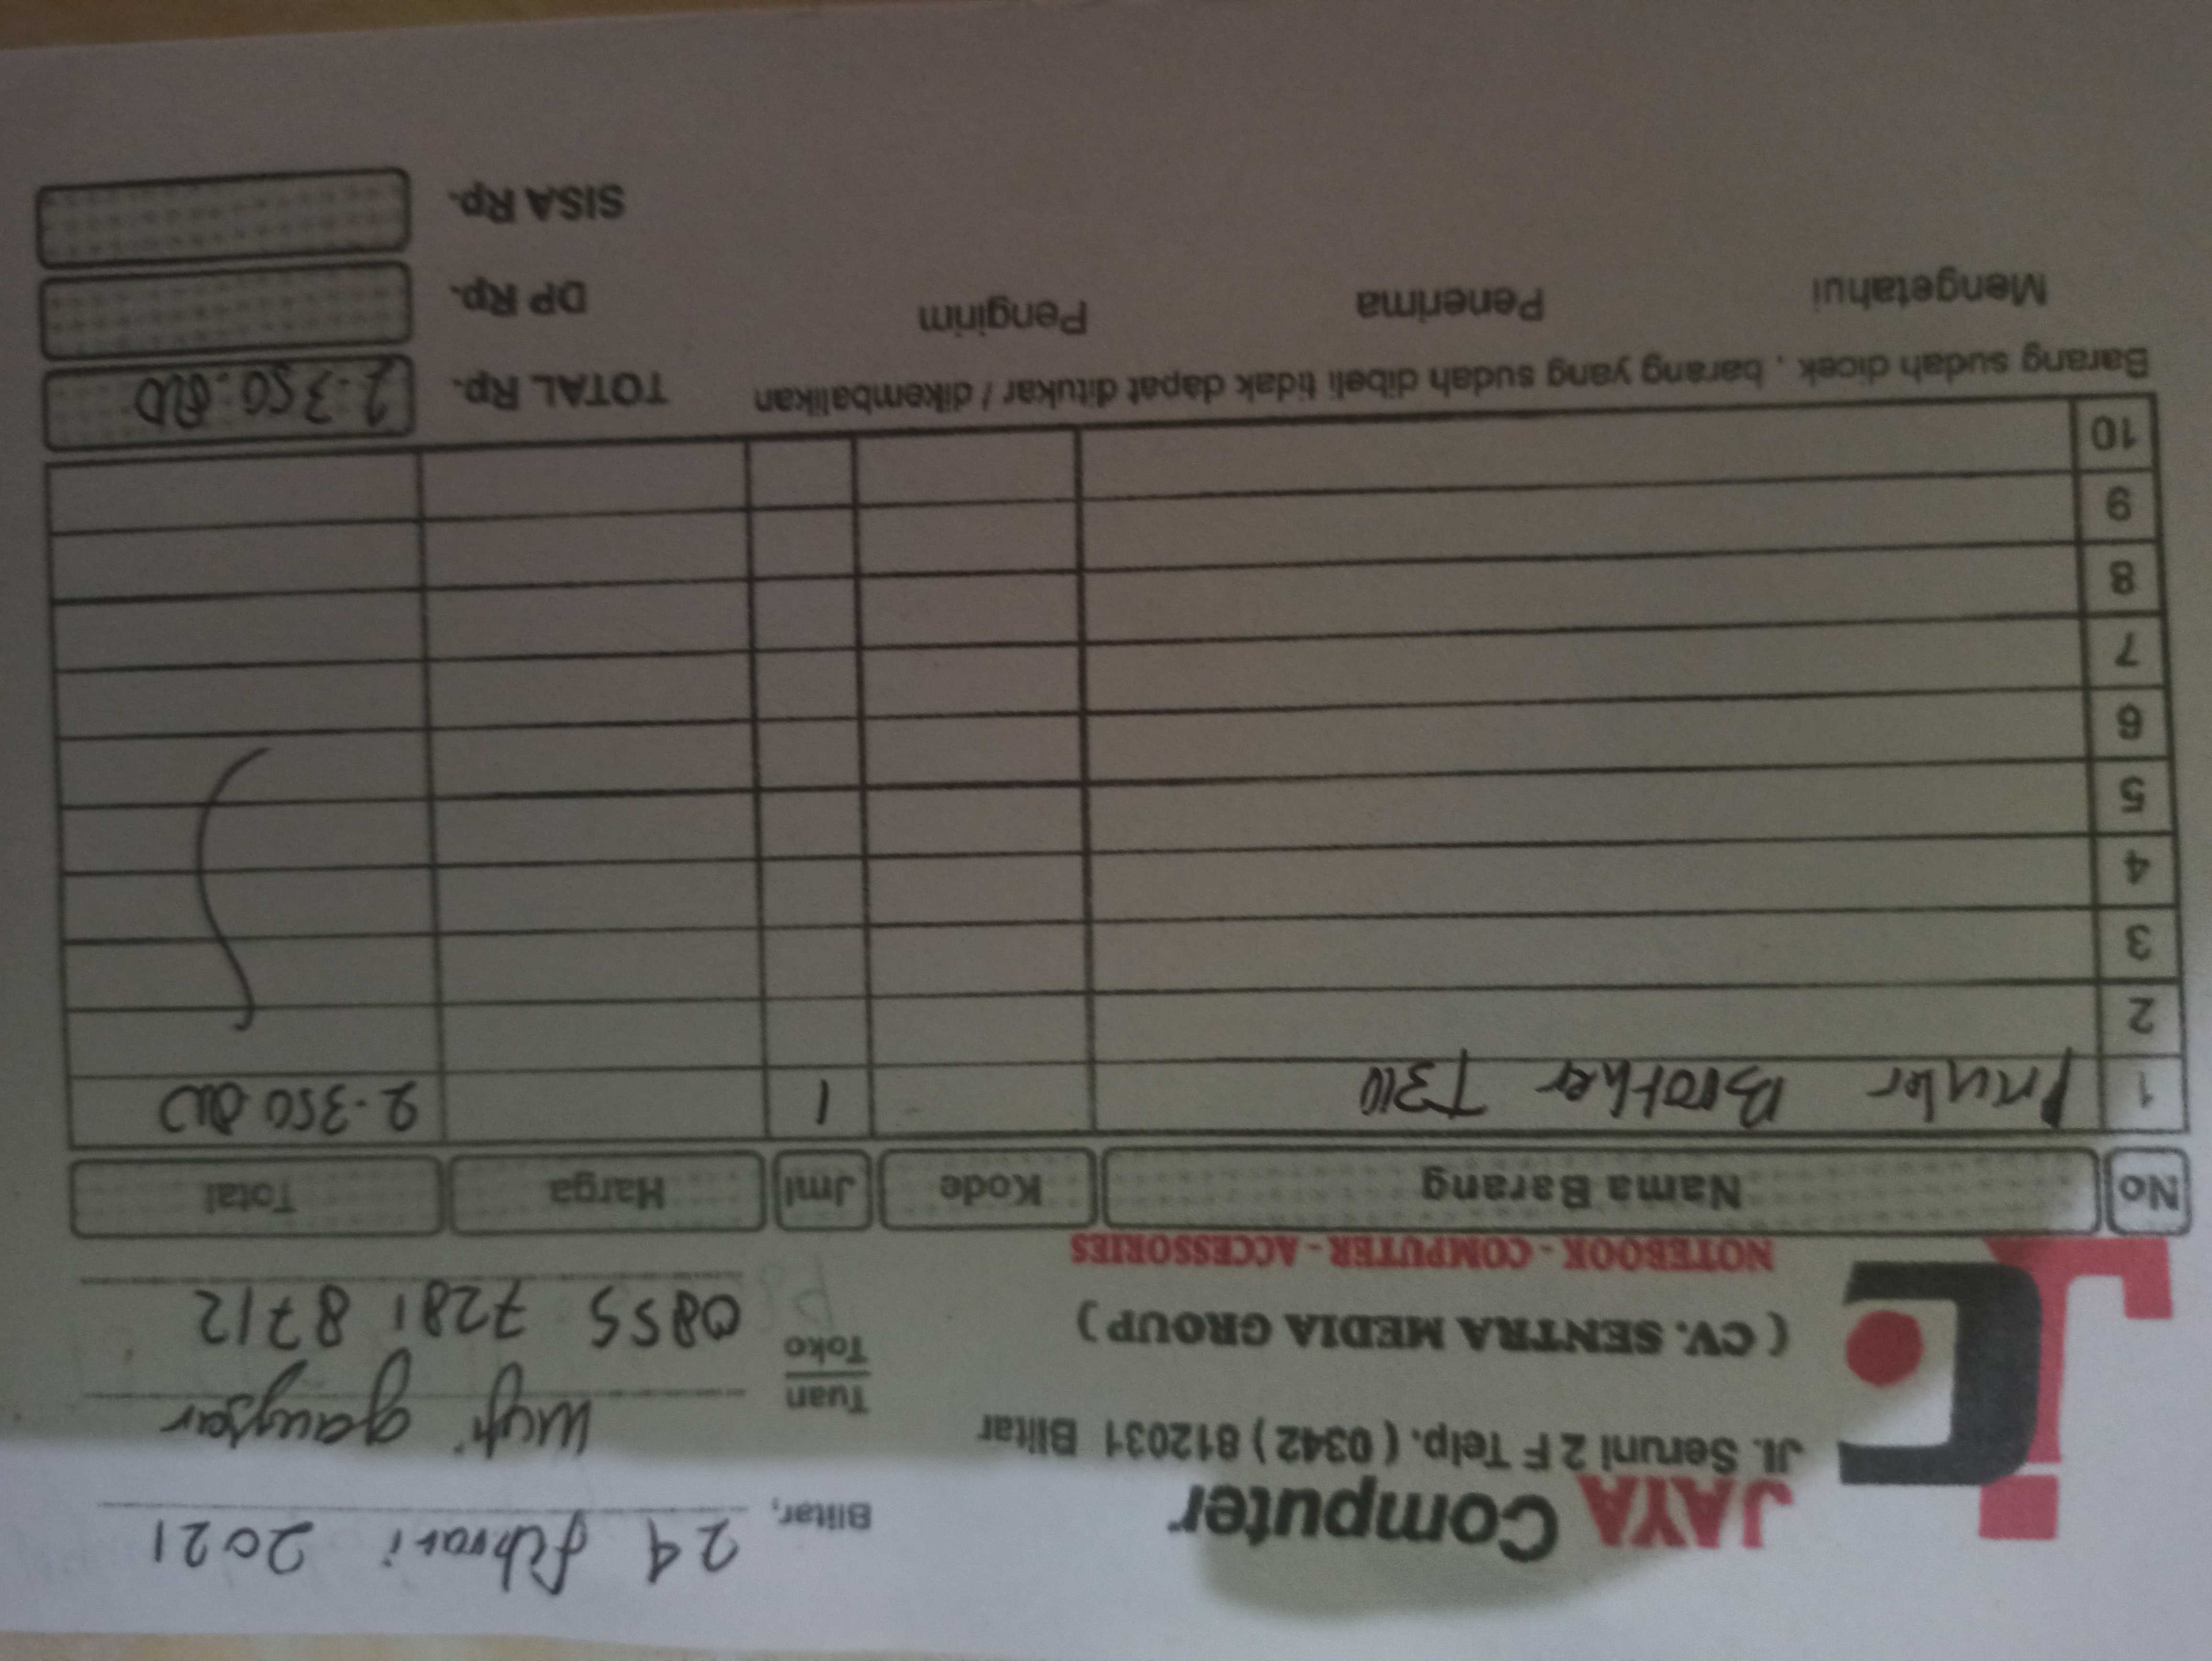 JAYA Computer
Jl. Seruni 2 F Telp. ( 0342 ) 812031 Blitar
( CV. SENTRA MEDIA GROUP )
NOTEBOOK - COMPUTER - ACCESSORIES
Blitar, 24 februari 2021
Tuan
Toko
0855 7281 8712
No Nama Barang Kode Jml Harga Total
1 Printer Brother T310 1 2.350.000
2
3
4
5
6
7
8
9
10
Barang sudah dicek , barang yang sudah dibeli tidak dapat ditukar / dikembalikan
TOTAL Rp. 2.350.000
Mengetahui Penerima Pengirim
DP Rp.
SISA Rp.